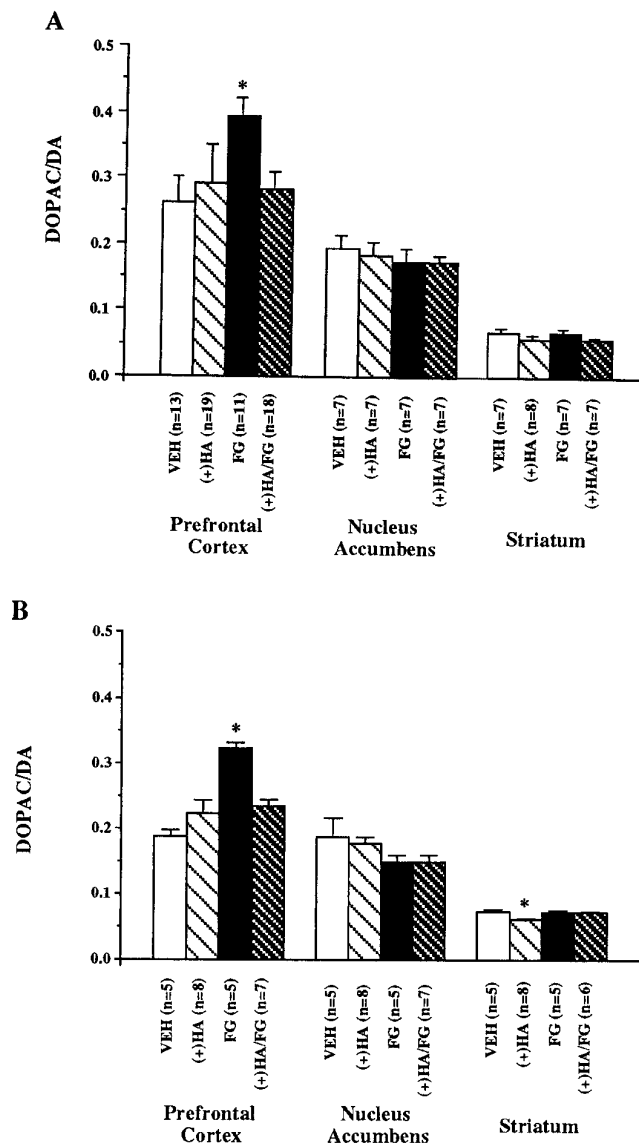 A
0.5
0.4
0.3
0.2
0.1
0.0
DOPAC/DA
*
VEH (n=13)
(+)HA (n=19)
FG (n=11)
(+)HA/FG (n=18)
VEH (n=7)
(+)HA (n=7)
FG (n=7)
(+)HA/FG (n=7)
VEH (n=7)
(+)HA (n=8)
FG (n=7)
(+)HA/FG (n=7)
Prefrontal
Cortex
Nucleus
Accumbens
Striatum
B
0.5
0.4
0.3
0.2
0.1
0.0
DOPAC/DA
*
*
VEH (n=5)
(+)HA (n=8)
FG (n=5)
(+)HA/FG (n=7)
VEH (n=5)
(+)HA (n=8)
FG (n=5)
(+)HA/FG (n=7)
VEH (n=5)
(+)HA (n=8)
FG (n=5)
(+)HA/FG (n=6)
Prefrontal
Cortex
Nucleus
Accumbens
Striatum